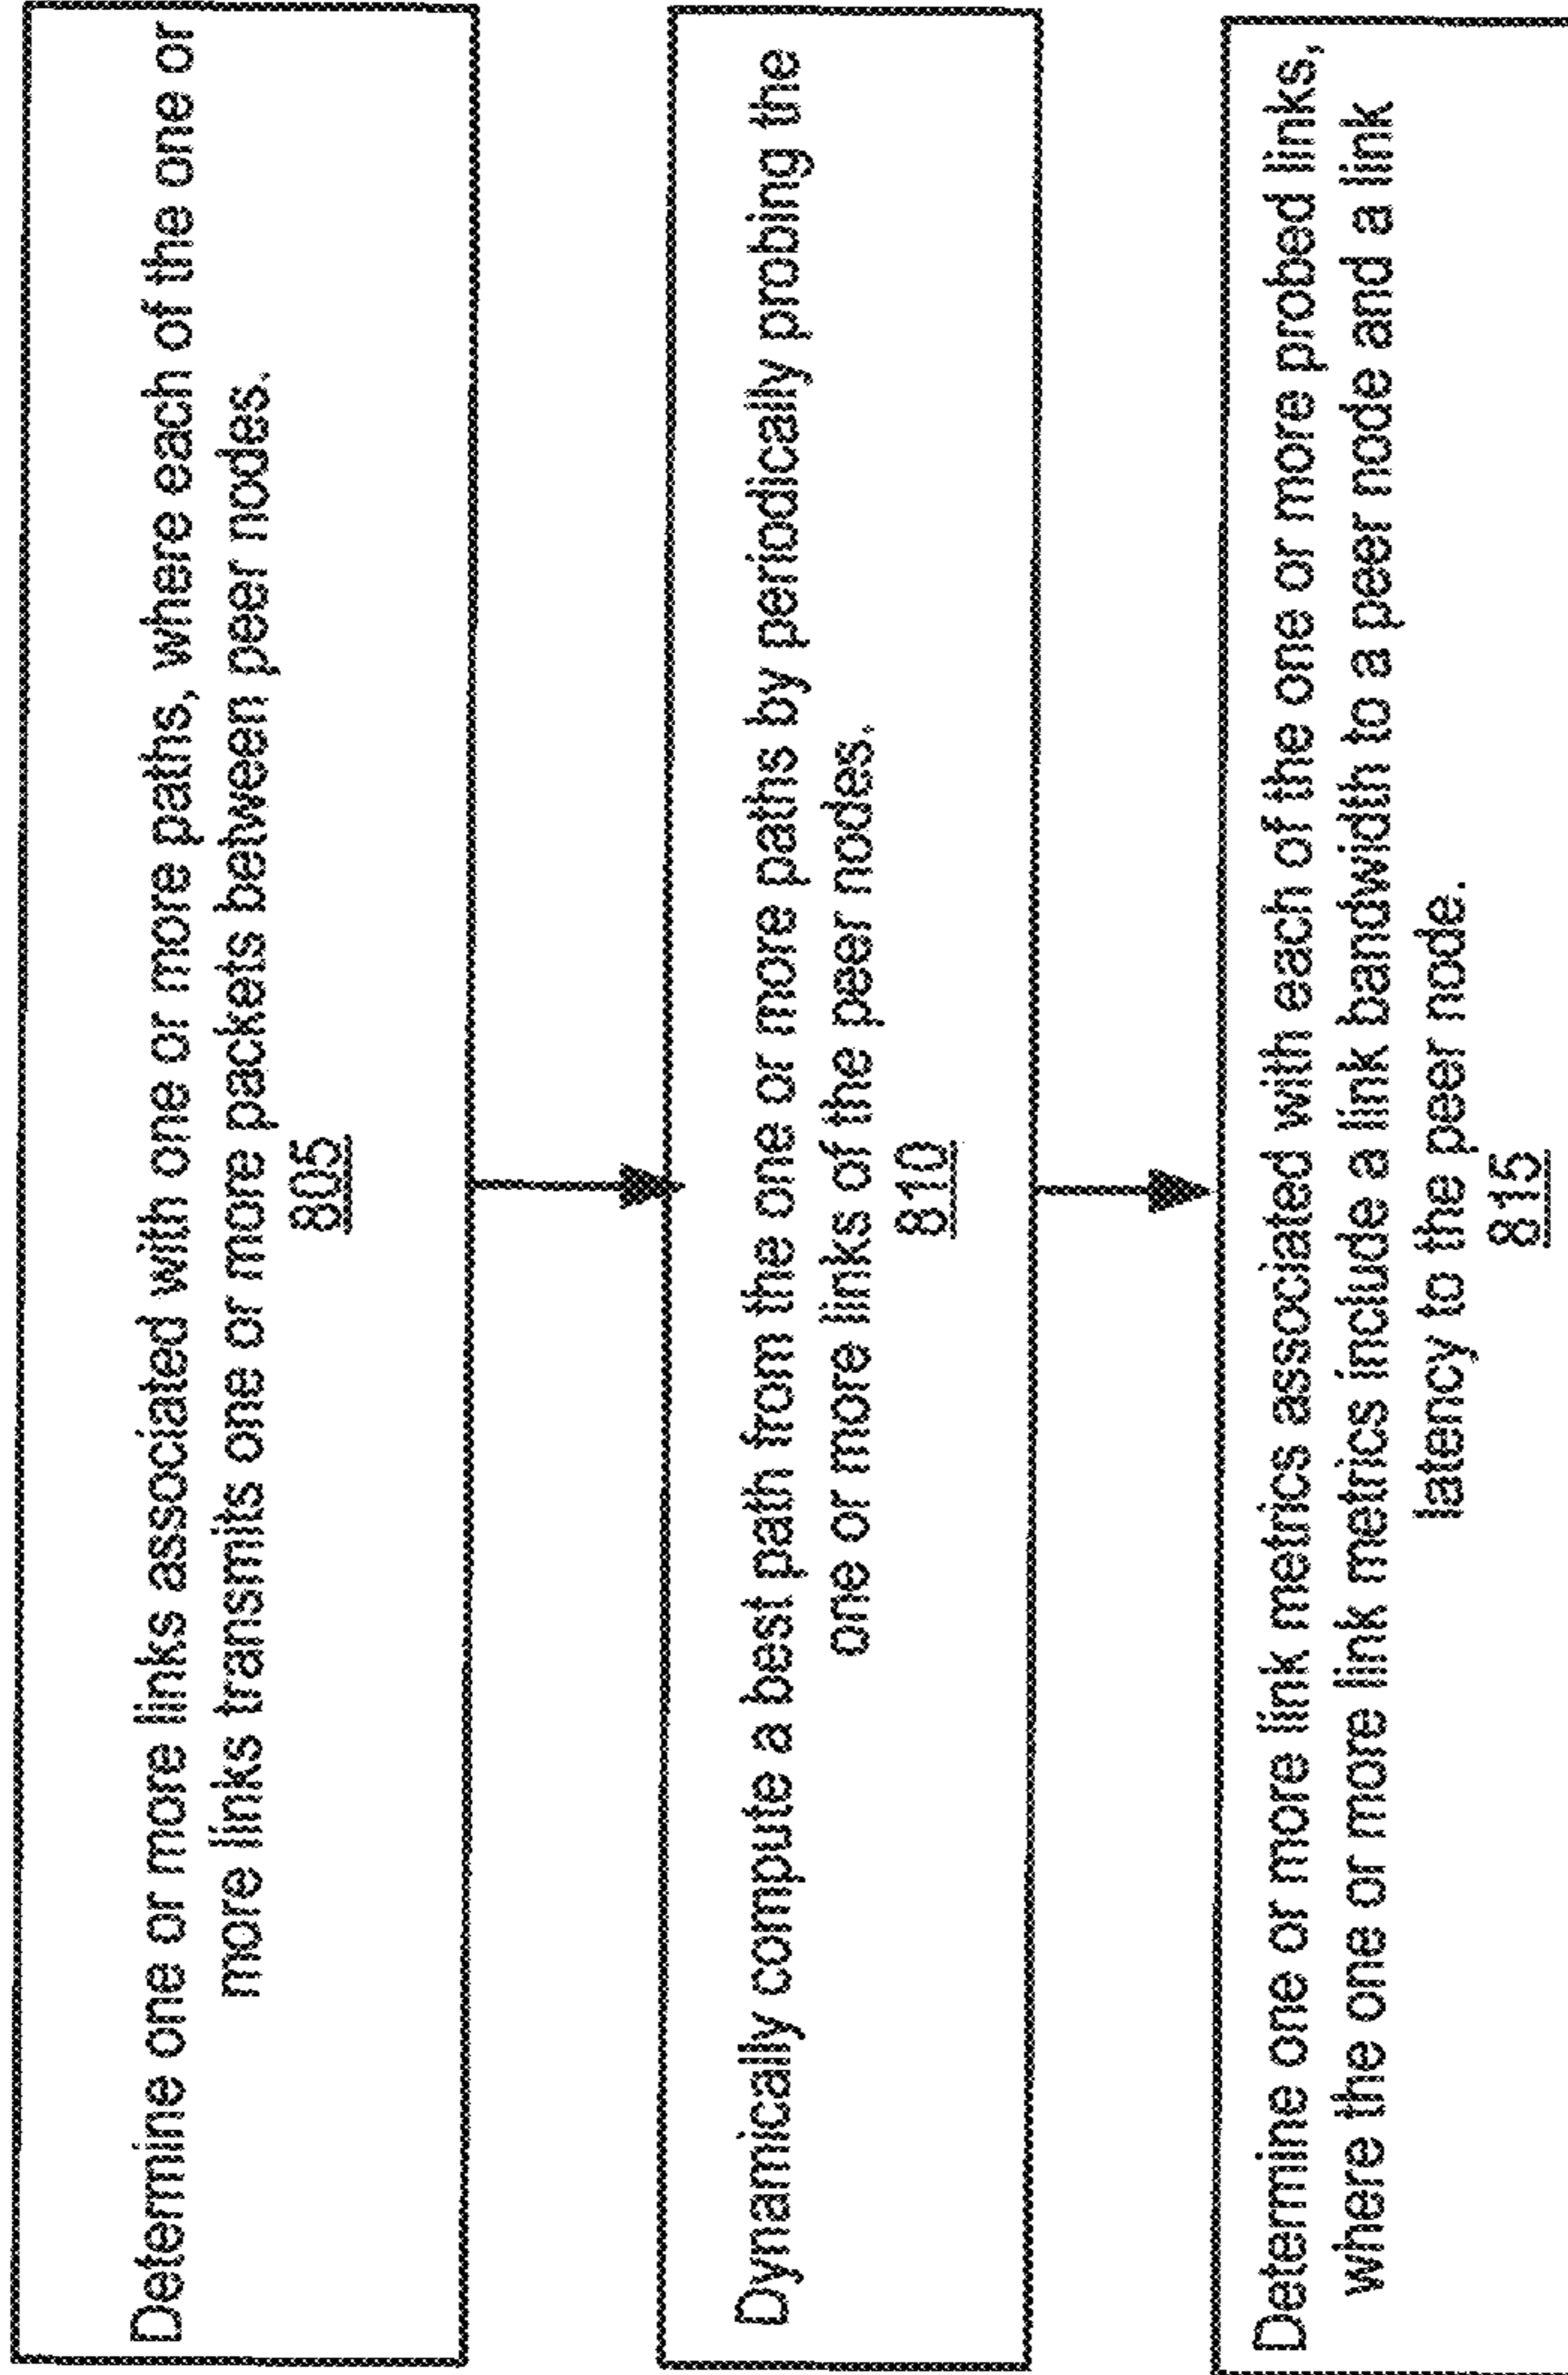 Determine one or more links associated with one or more paths, where each of the one or
more links transmits one or more packets between peer nodes.
805
Dynamically compute a best path from the one or more paths by periodically probing the
one or more links of the peer nodes.
810
Determine one or more link metrics associated with each of the one or more probed links,
where the one or more link metrics include a link bandwidth to a peer node and a link
latency to the peer node.
815